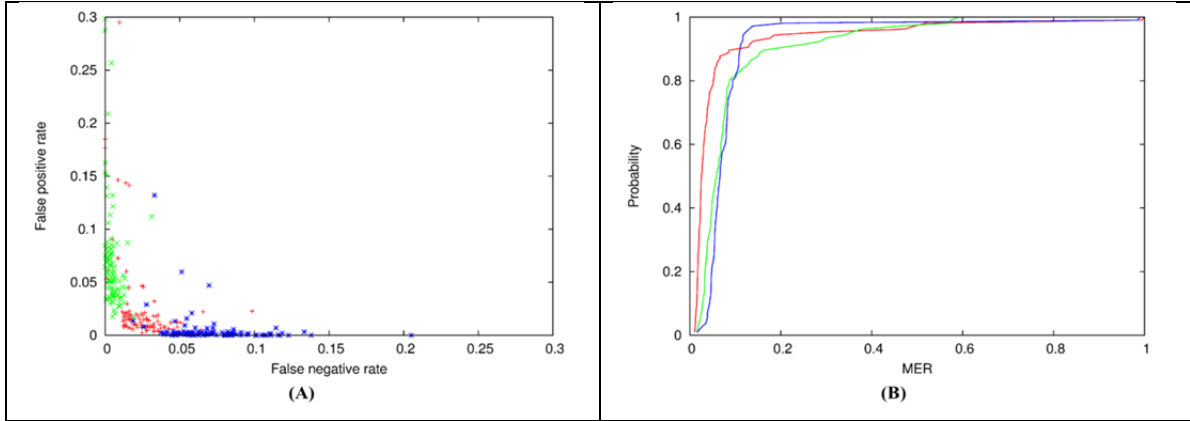 0.3
0.25
0.2
0.15
0.1
0.05
0
False positive rate
0 0.05 0.1 0.15 0.2 0.25 0.3
False negative rate
(A)
1
0.8
0.6
0.4
0.2
0
Probability
0 0.2 0.4 0.6 0.8 1
MER
(B)